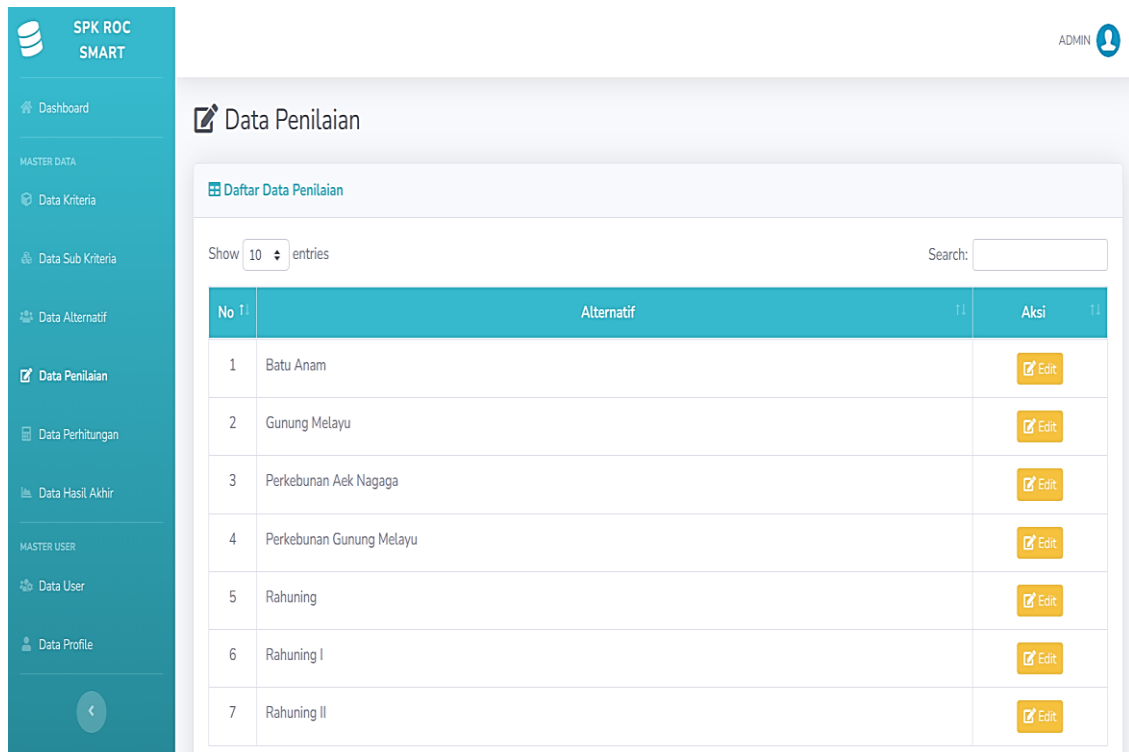 SPK ROC
SMART
ADMIN
Dashboard
MASTER DATA
Data Kriteria
Data Sub Kriteria
Data Alternatif
Data Penilaian
Data Perhitungan
Data Hasil Akhir
MASTER USER
Data User
Data Profile
Data Penilaian
Daftar Data Penilaian
Show 10 entries Search:
No Alternatif Aksi
1 Batu Anam Edit
2 Gunung Melayu Edit
3 Perkebunan Aek Nagaga Edit
4 Perkebunan Gunung Melayu Edit
5 Rahuning Edit
6 Rahuning I Edit
7 Rahuning II Edit